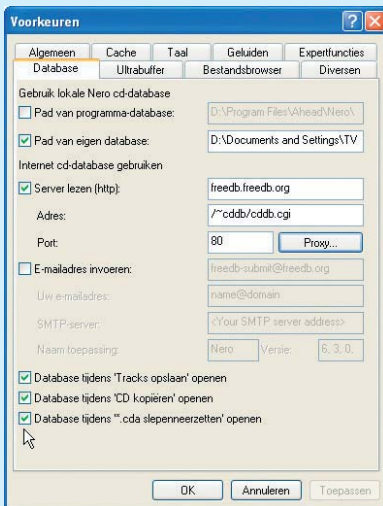 Voorkeuren
Algemeen Cache Taal Geluiden Expertfuncties
Database Ultrabuffer Bestandsbrowser Diversen
Gebruik lokale Nero cd-database
Pad van programma-database: D:\Program Files\Ahead\Nero\
Pad van eigen database: D:\Documents and Settings\TV
Internet cd-database gebruiken
Server lezen (http): freedb.freedb.org
Adres: /~cddb/cddb.cgi
Port: 80 Proxy...
E-mailadres invoeren: freedb-submit@freedb.org
Uw e-mailadres: name@domain
SMTP-server: <Your SMTP server address>
Naam toepassing: Nero Versie: 6, 3, 0,
Database tijdens 'Tracks opslaan' openen
Database tijdens 'CD kopiëren' openen
Database tijdens '*.cda slepenneerzetten' openen
OK Annuleren Toepassen